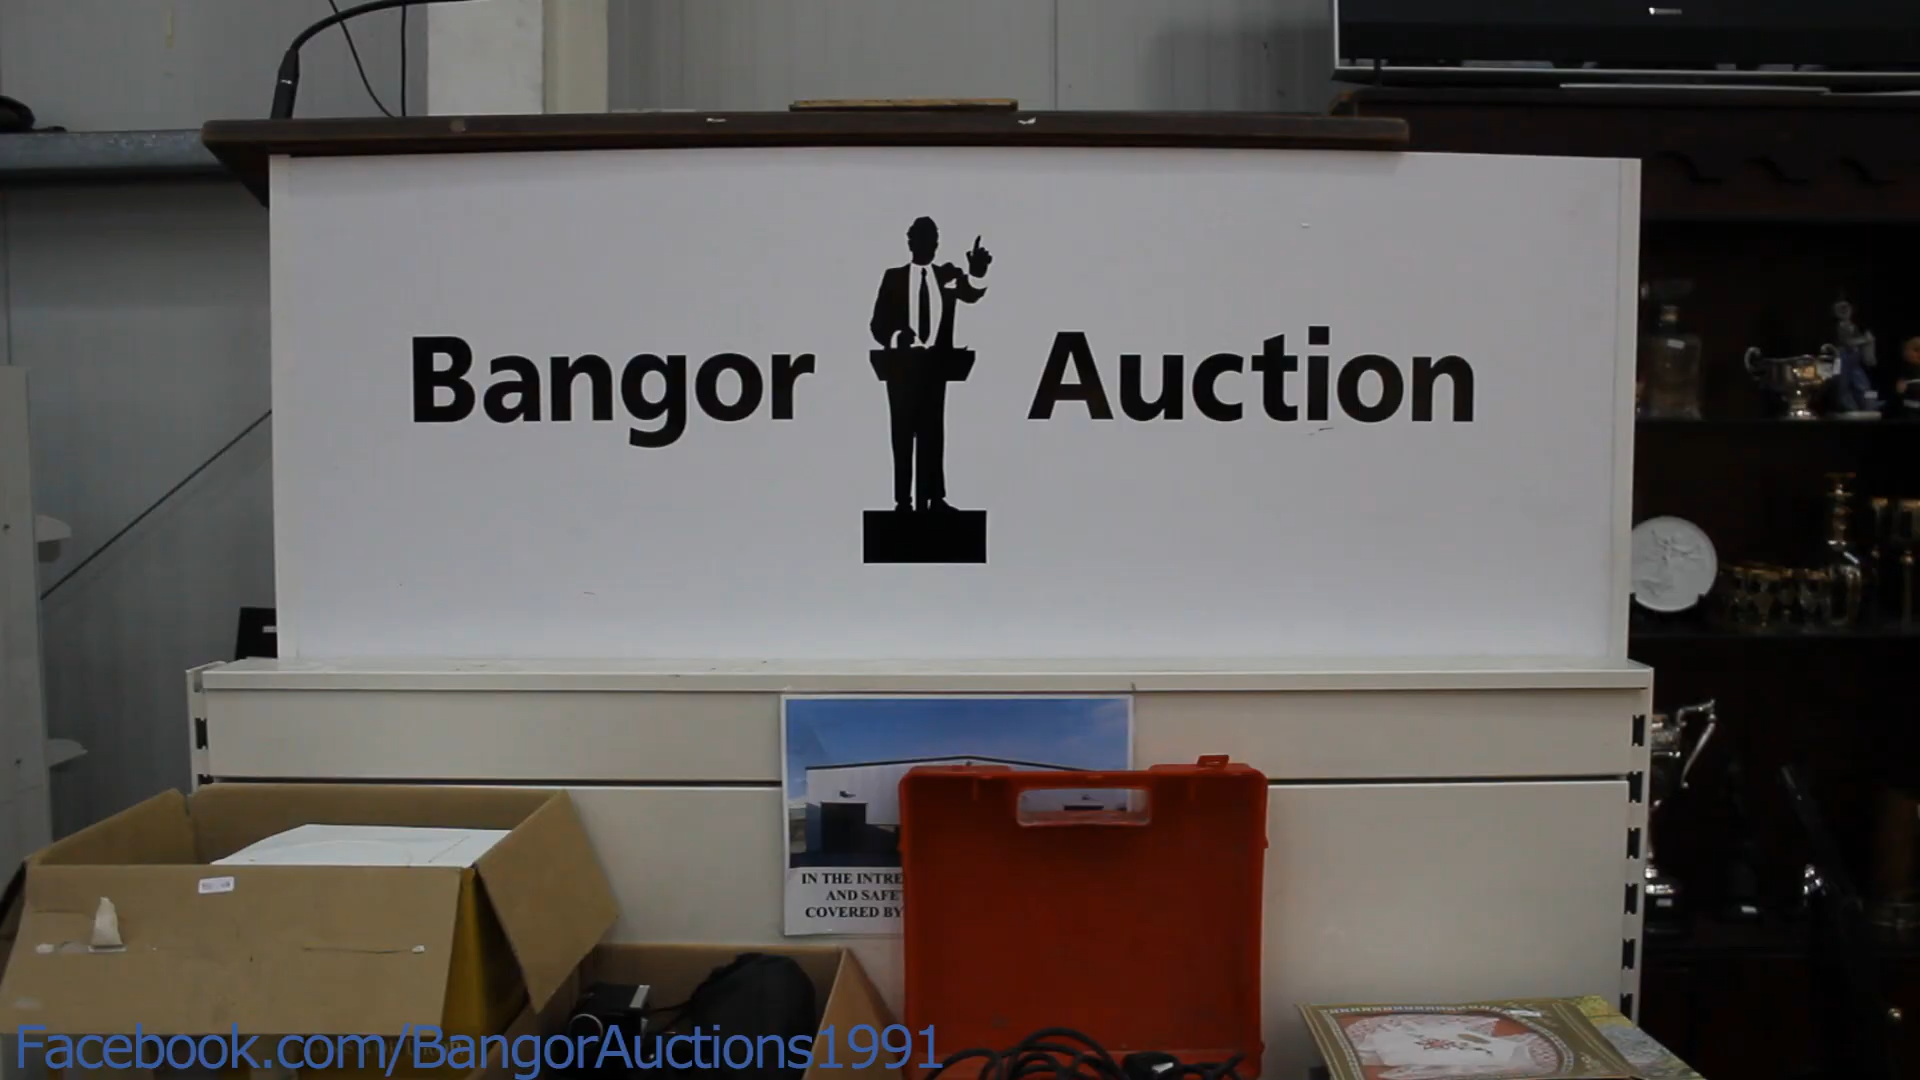 Bangor Auction
IN THE INTRE
AND SAFE
COVERED BY
Facebook.com/BangorAuctions1991